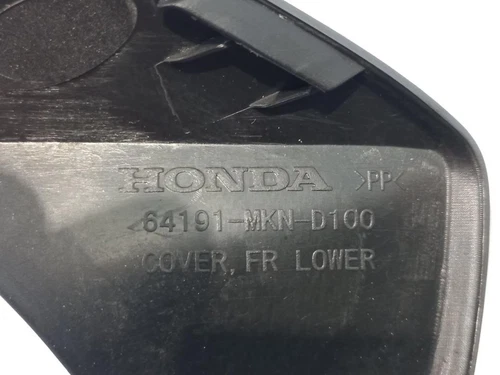 HONDA >PP<
64191-MKN-D100
COVER, FR LOWER